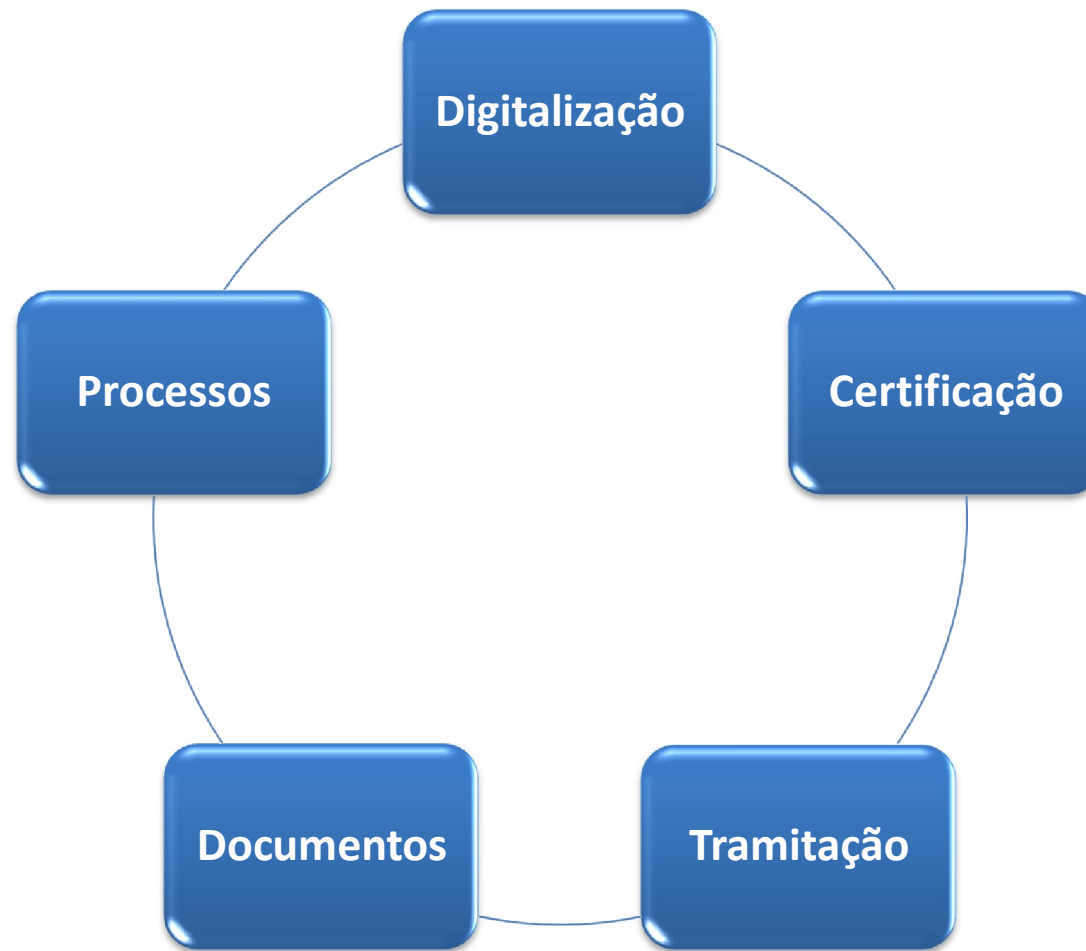 Digitalização
Processos
Certificação
Documentos
Tramitação